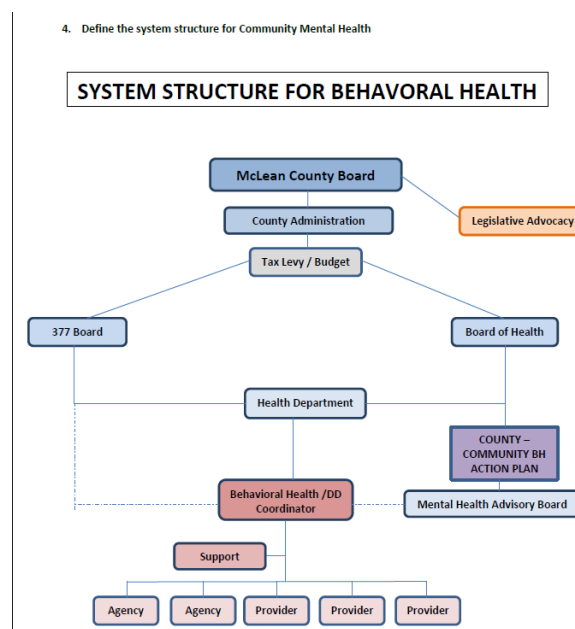 4. Define the system structure for Community Mental Health
SYSTEM STRUCTURE FOR BEHAVORAL HEALTH
McLean County Board
County Administration
Legislative Advocacy
Tax Levy / Budget
377 Board
Board of Health
Health Department
COUNTY –
COMMUNITY BH
ACTION PLAN
Behavioral Health /DD
Coordinator
Mental Health Advisory Board
Support
Agency
Agency
Provider
Provider
Provider